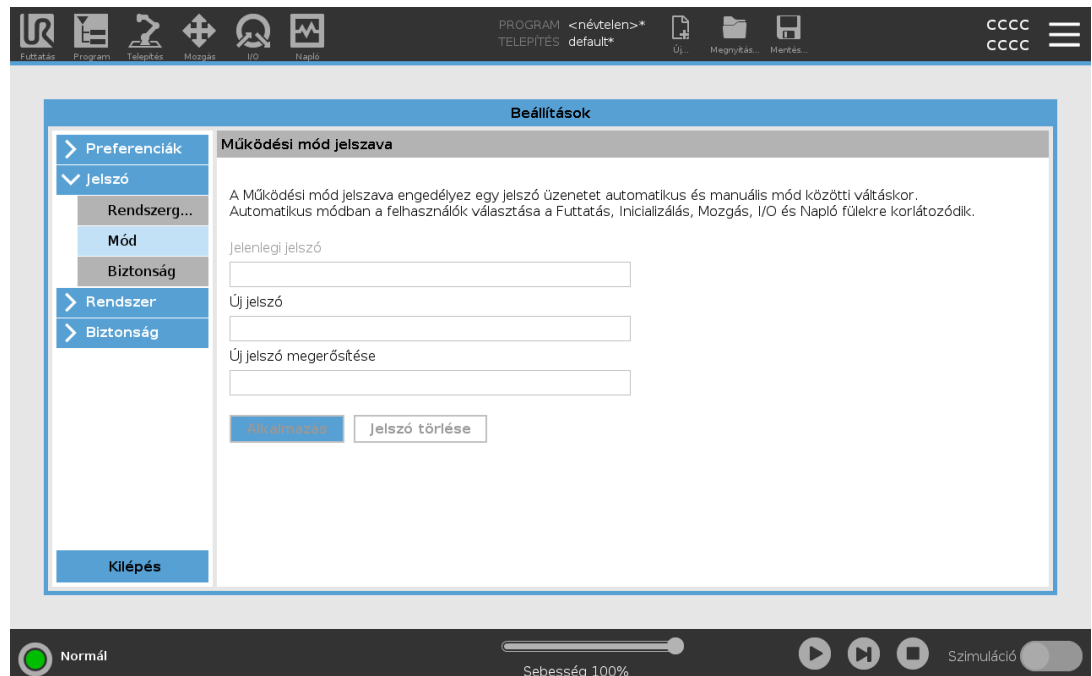 Futtatás
Program
Telepítés
Mozgás
I/O
Napló
PROGRAM <névtelen>*
TELEPÍTÉS default*
Új...
Megnyitás...
Mentés...
CCCC
CCCC
Beállítások
Preferenciák
Jelszó
Rendszerg...
Mód
Biztonság
Rendszer
Biztonság
Kilépés
Működési mód jelszava
A Működési mód jelszava engedélyez egy jelszó üzenetet automatikus és manuális mód közötti váltáskor.
Automatikus módban a felhasználók választása a Futtatás, Inicializálás, Mozgás, I/O és Napló fülekre korlátozódik.
Jelenlegi jelszó
Új jelszó
Új jelszó megerősítése
Alkalmazás
Jelszó törlése
Normál
Sebesség 100%
Szimuláció